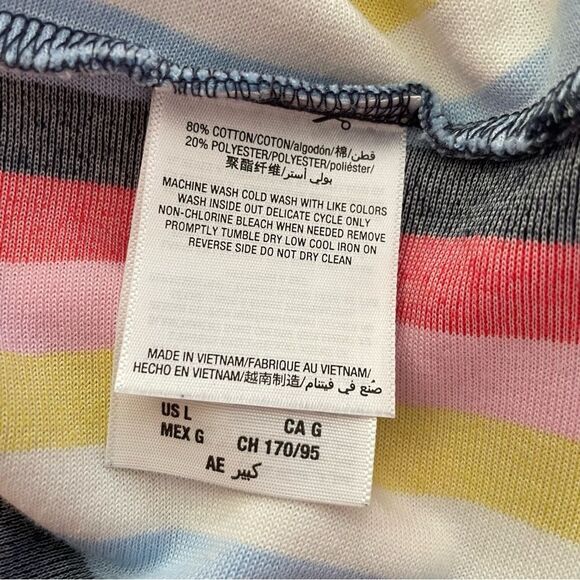 80% COTTON/COTON/algodón/棉/قطن
20% POLYESTER/POLYESTER/poliéster/
聚酯纤维/بولي أستر
MACHINE WASH COLD WASH WITH LIKE COLORS
WASH INSIDE OUT DELICATE CYCLE ONLY
NON-CHLORINE BLEACH WHEN NEEDED REMOVE
PROMPTLY TUMBLE DRY LOW COOL IRON ON
REVERSE SIDE DO NOT DRY CLEAN
MADE IN VIETNAM/FABRIQUE AU VIETNAM/
HECHO EN VIETNAM/越南制造/صُنع في فيتنام
US L CA G
MEX G CH 170/95
AE كبير